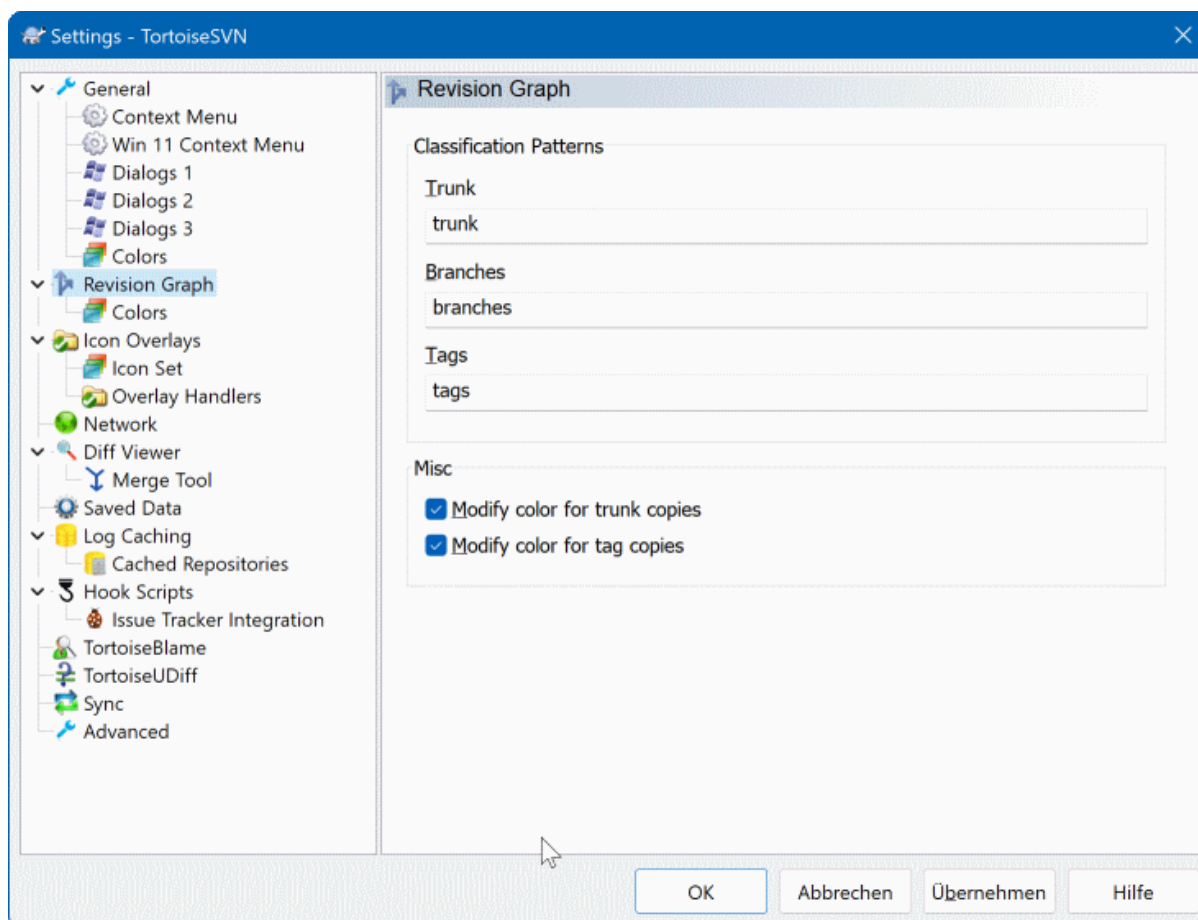 Settings - TortoiseSVN
General
Context Menu
Win 11 Context Menu
Dialogs 1
Dialogs 2
Dialogs 3
Colors
Revision Graph
Colors
Icon Overlays
Icon Set
Overlay Handlers
Network
Diff Viewer
Merge Tool
Saved Data
Log Caching
Cached Repositories
Hook Scripts
Issue Tracker Integration
TortoiseBlame
TortoiseUDiff
Sync
Advanced
Revision Graph
Classification Patterns
Trunk
trunk
Branches
branches
Tags
tags
Misc
Modify color for trunk copies
Modify color for tag copies
OK Abbrechen Übernehmen Hilfe